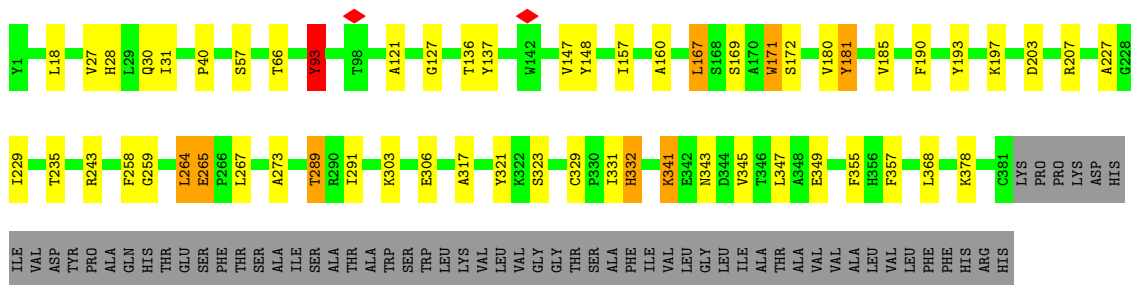 Y1 L18 V27 H28 L29 Q30 I31 P40 S57 T66 Y93 T98 A121 G127 T136 Y137 W142 V147 Y148 I157 A160 L167 S168 S169 A170 W171 S172 V180 Y181 V185 F190 Y193 K197 D203 R207 A227 G228
I229 T235 R243 F258 G259 L264 E265 P266 L267 A273 T289 R290 I291 K303 E306 A317 Y321 K322 S323 C329 P330 I331 H332 K341 E342 N343 D344 V345 T346 L347 A348 E349 F355 H356 F357 L368 K378 C381 LYS PRO PRO LYS ASP HIS
ILE VAL ASP TYR PRO ALA GLN HIS THR GLU SER PHE THR SER ALA ILE SER ALA THR ALA TRP SER TRP LEU LYS VAL LEU VAL GLY GLY THR SER ALA PHE ILE VAL LEU GLY LEU ILE ALA THR ALA VAL VAL ALA LEU VAL LEU PHE PHE HIS ARG HIS